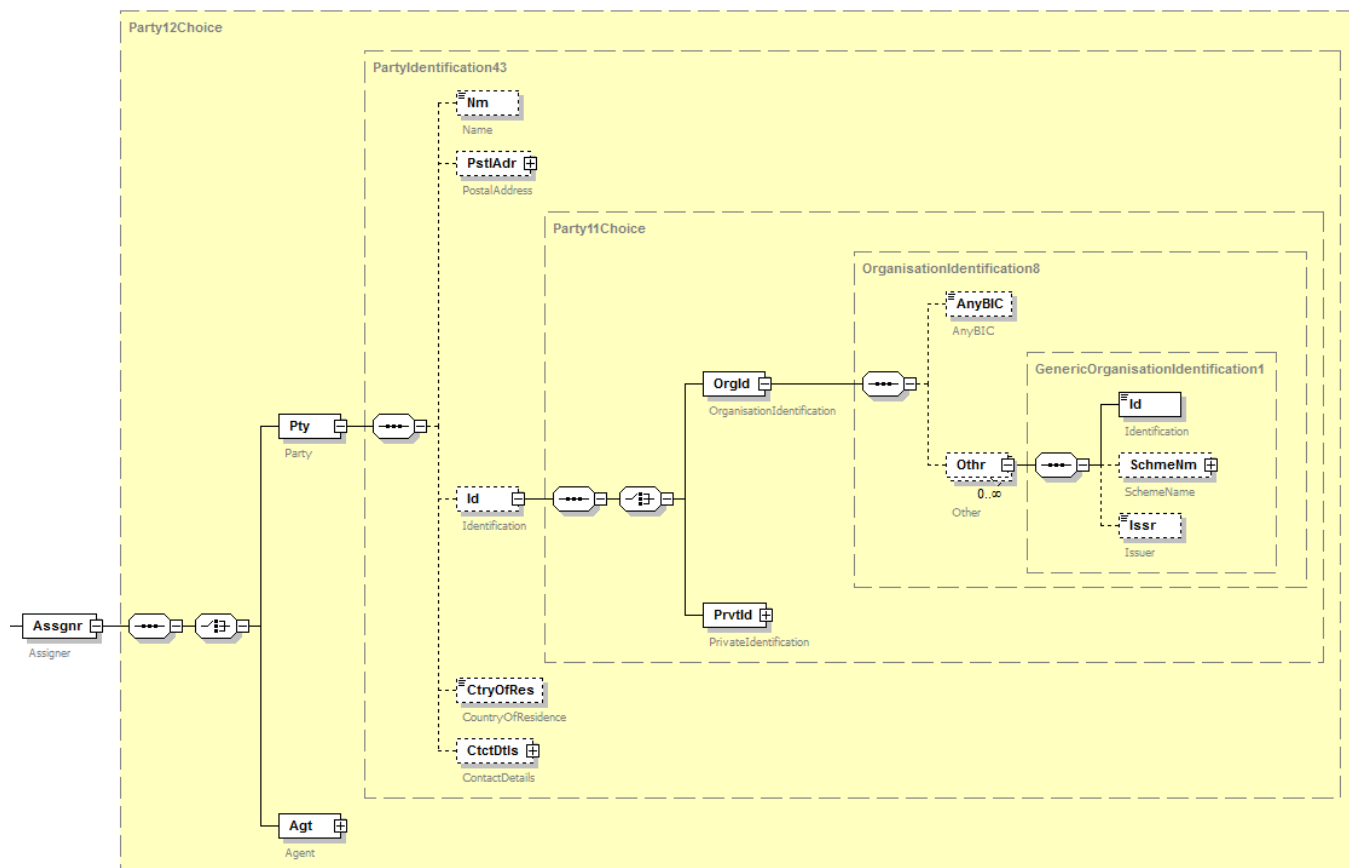 Party12Choice
PartyIdentification43
Nm
Name
PstlAdr
PostalAddress
Party11Choice
OrganisationIdentification8
AnyBIC
AnyBIC
GenericOrganisationIdentification1
OrgId
OrganisationIdentification
Id
Identification
Pty
Party
Othr
0..∞
Other
SchmeNm
SchemeName
Id
Identification
Issr
Issuer
PrvtId
PrivateIdentification
Assgnr
Assigner
CtryOfRes
CountryOfResidence
CtctDtls
ContactDetails
Agt
Agent